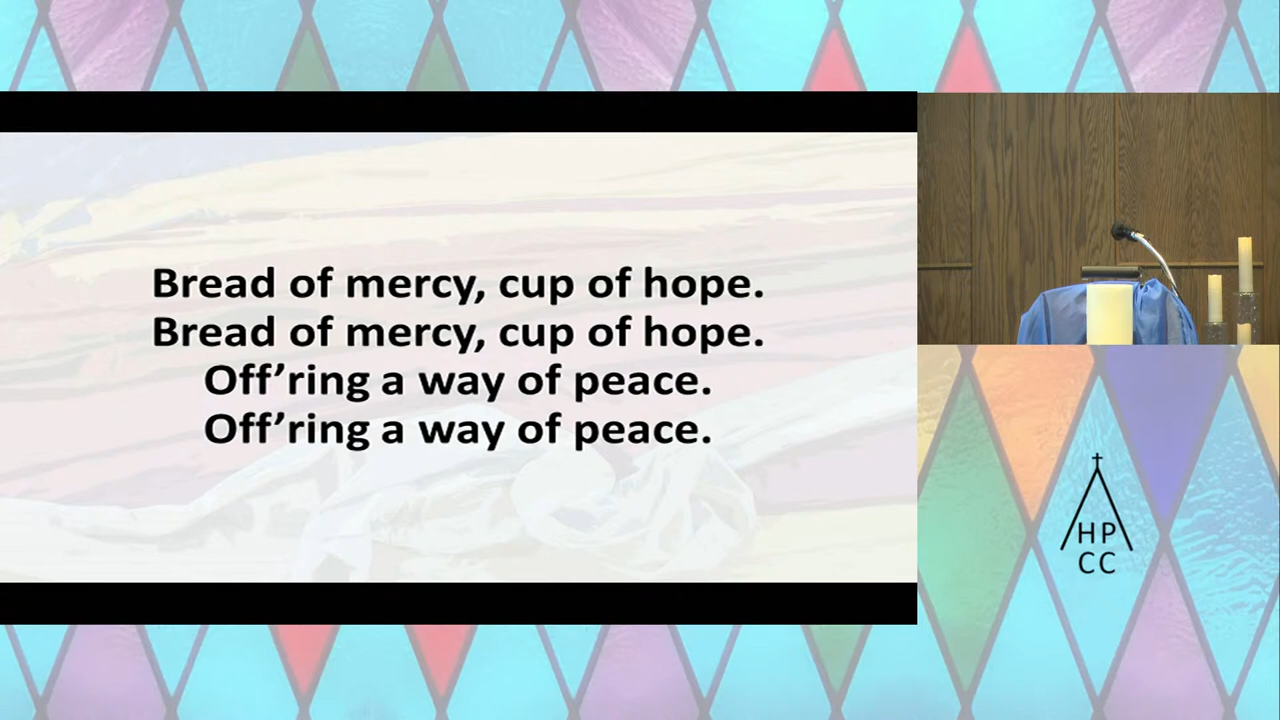 Bread of mercy, cup of hope.
Bread of mercy, cup of hope.
Off’ring a way of peace.
Off’ring a way of peace.
HP
CC